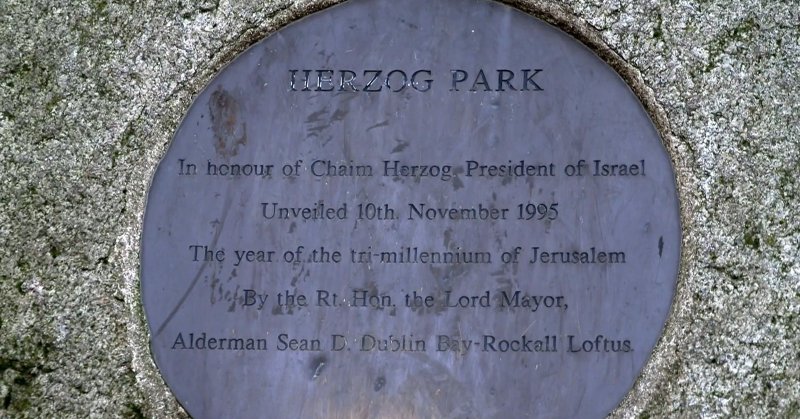 HERZOG PARK
In honour of Chaim Herzog, President of Israel
Unveiled 10th. November 1995
The year of the tri-millennium of Jerusalem
By the Rt. Hon. the Lord Mayor,
Alderman Sean D. Dublin Bay-Rockall Loftus.